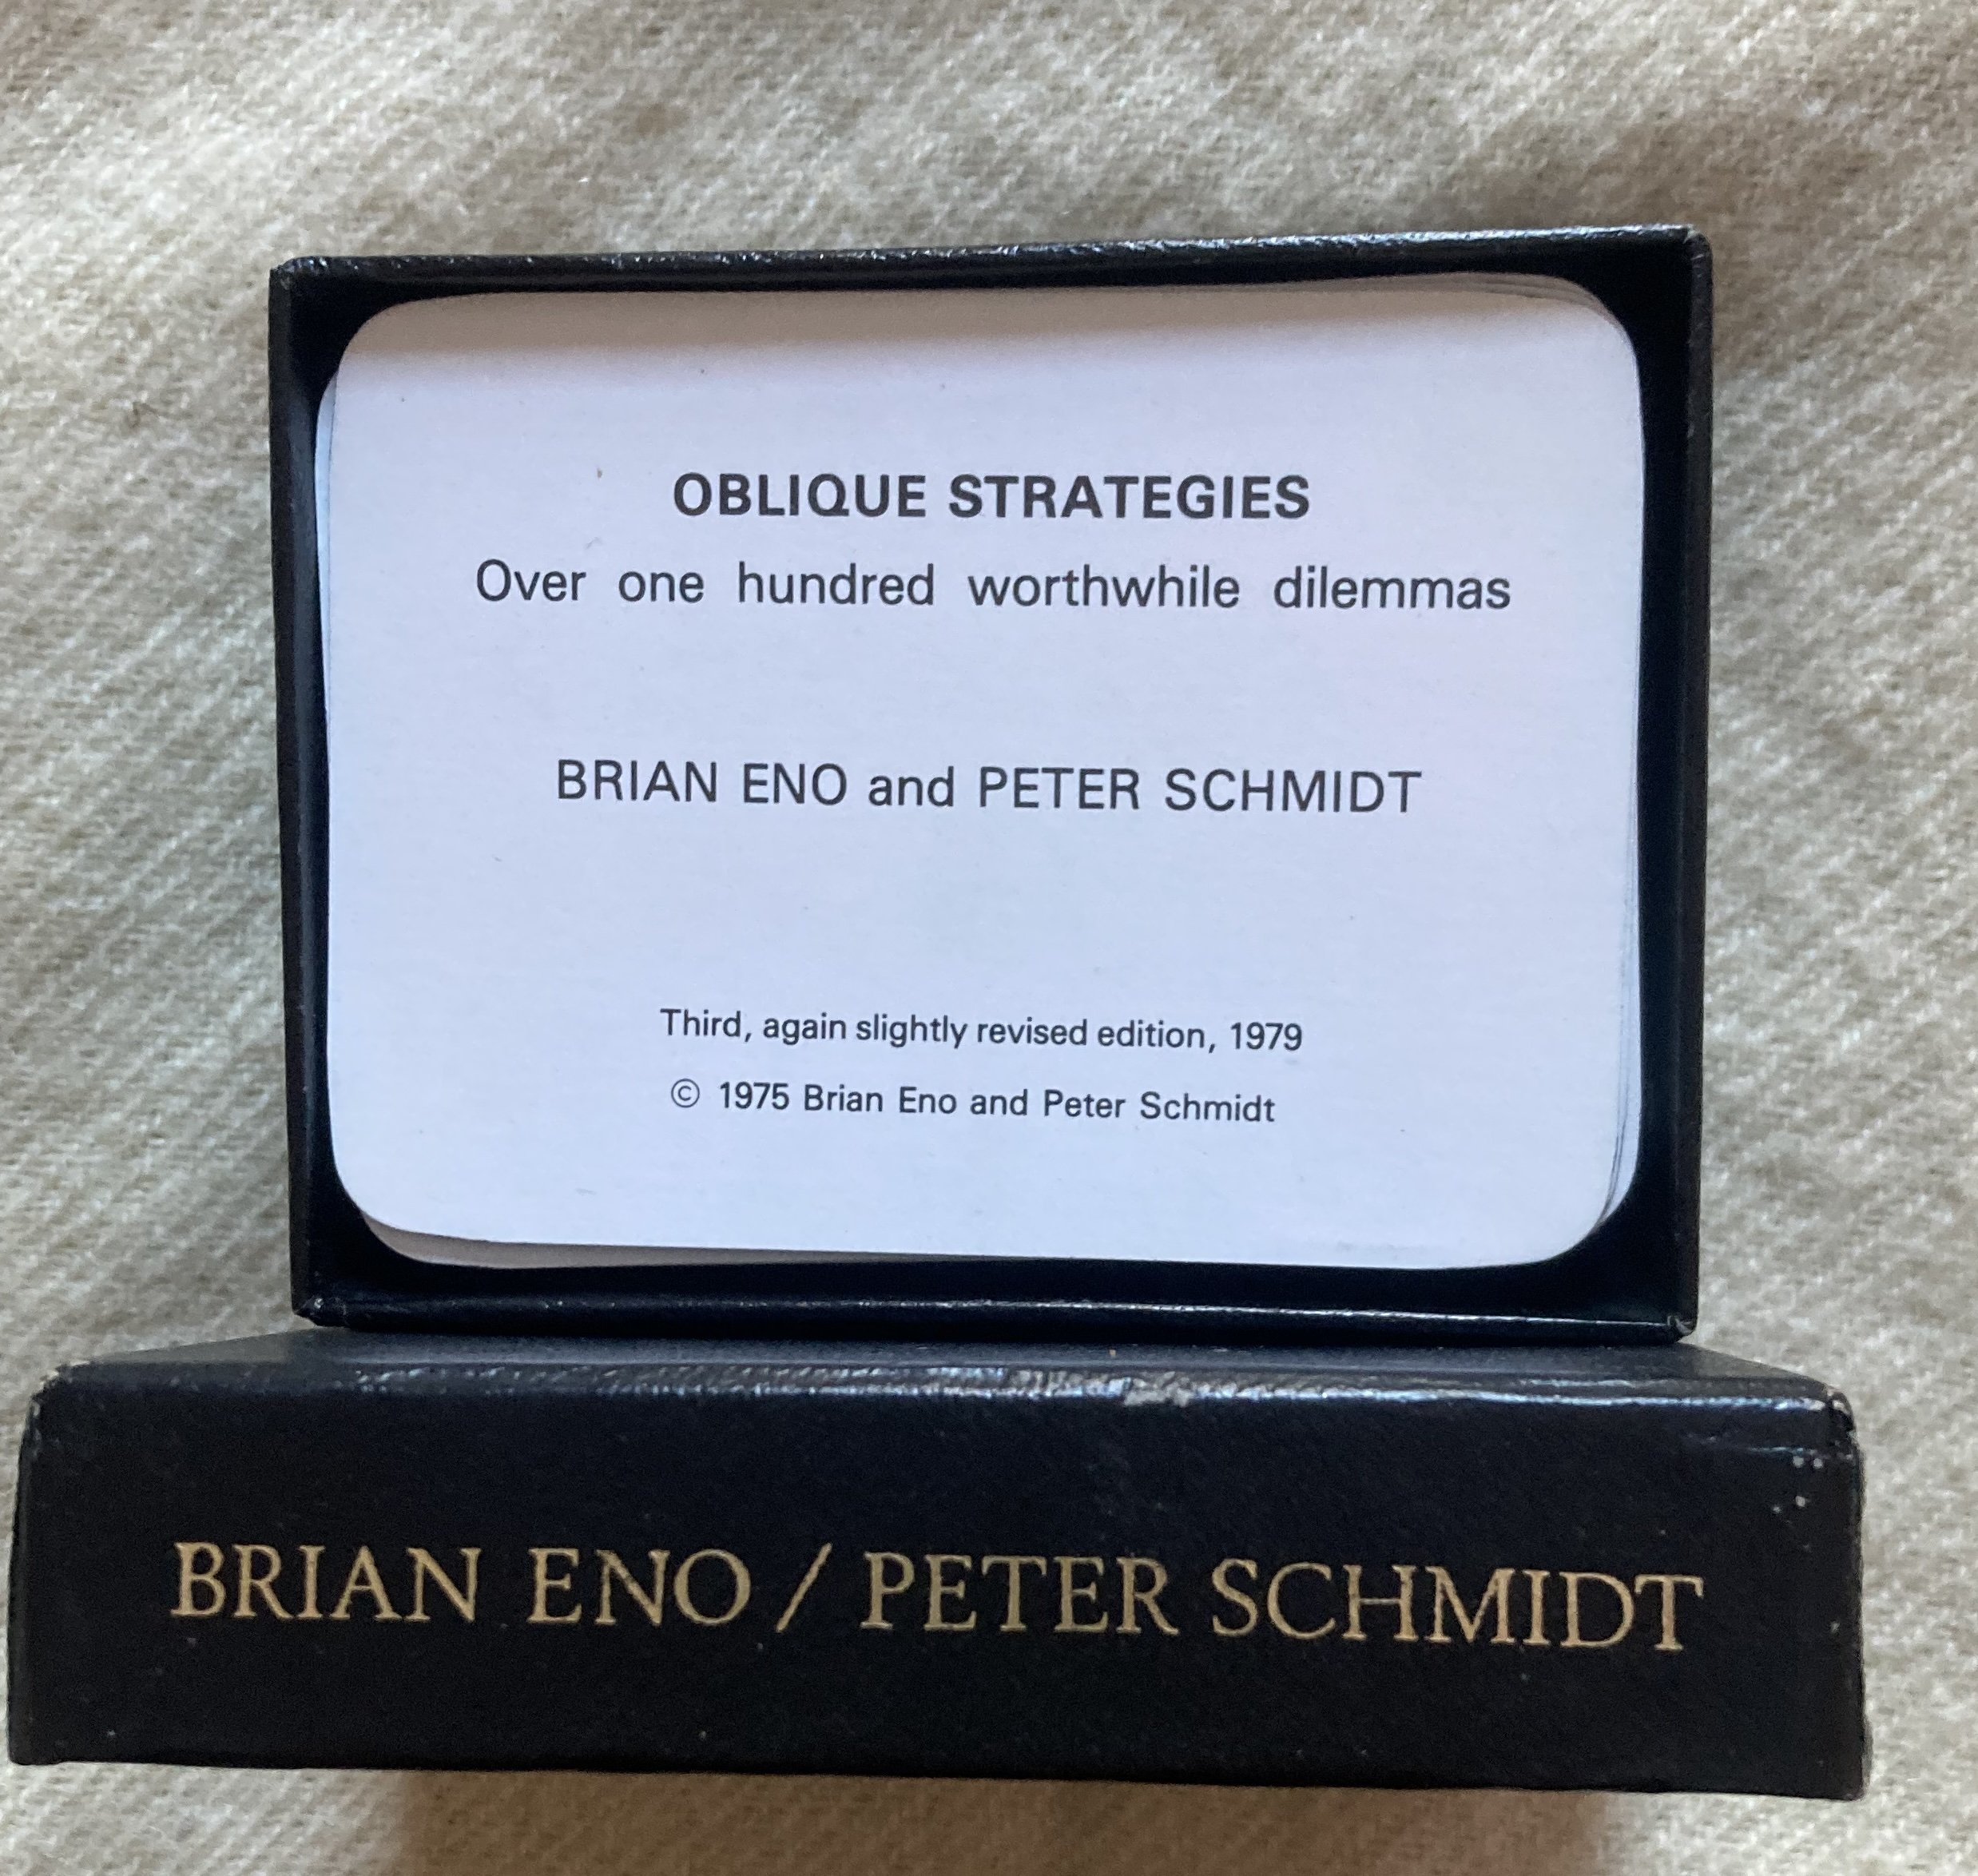 OBLIQUE STRATEGIES
Over one hundred worthwhile dilemmas
BRIAN ENO and PETER SCHMIDT
Third, again slightly revised edition, 1979
© 1975 Brian Eno and Peter Schmidt
BRIAN ENO / PETER SCHMIDT